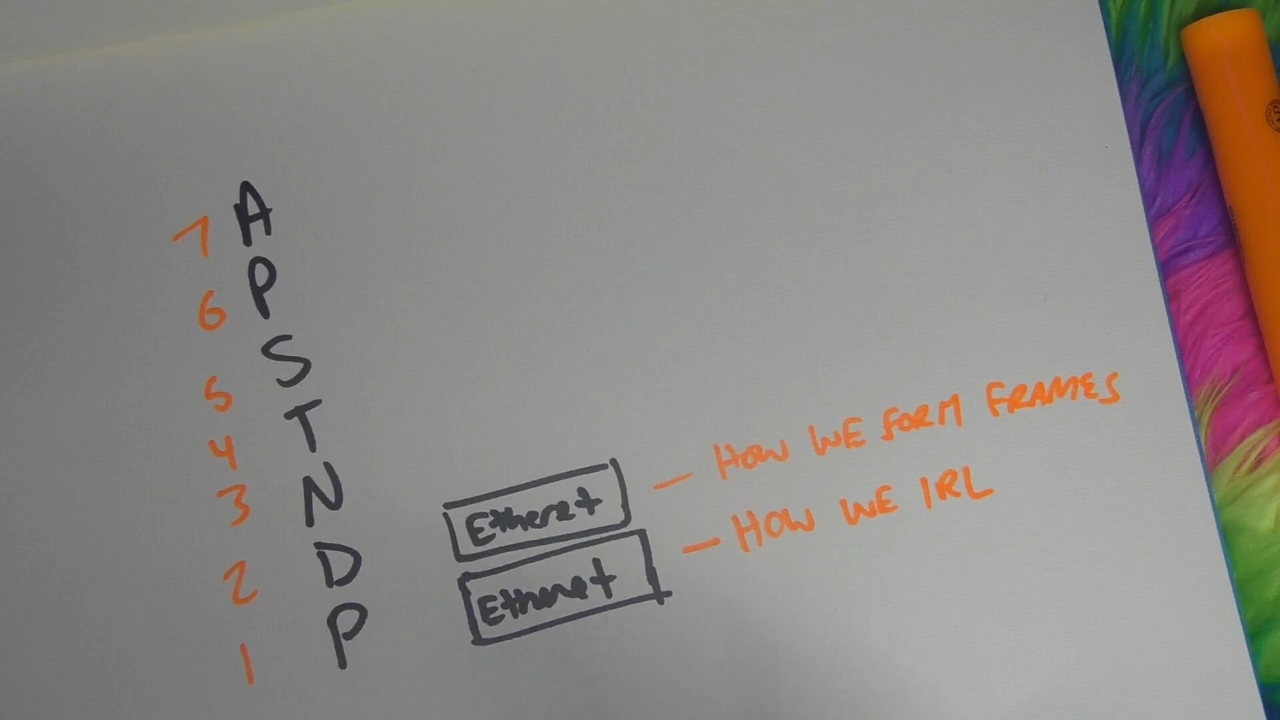 7 A
6 P
5 S
4 T
3 N
2 D
1 P
Ethernet – HOW WE FORM FRAMES
Ethernet – HOW WE IRL